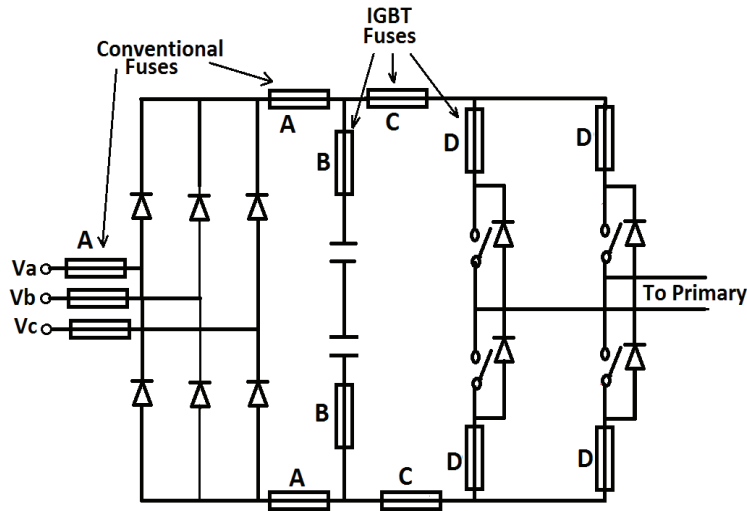 IGBT
Fuses
Conventional
Fuses
A
C
B
D
D
A
Va
Vb
Vc
To Primary
B
D
D
A
C